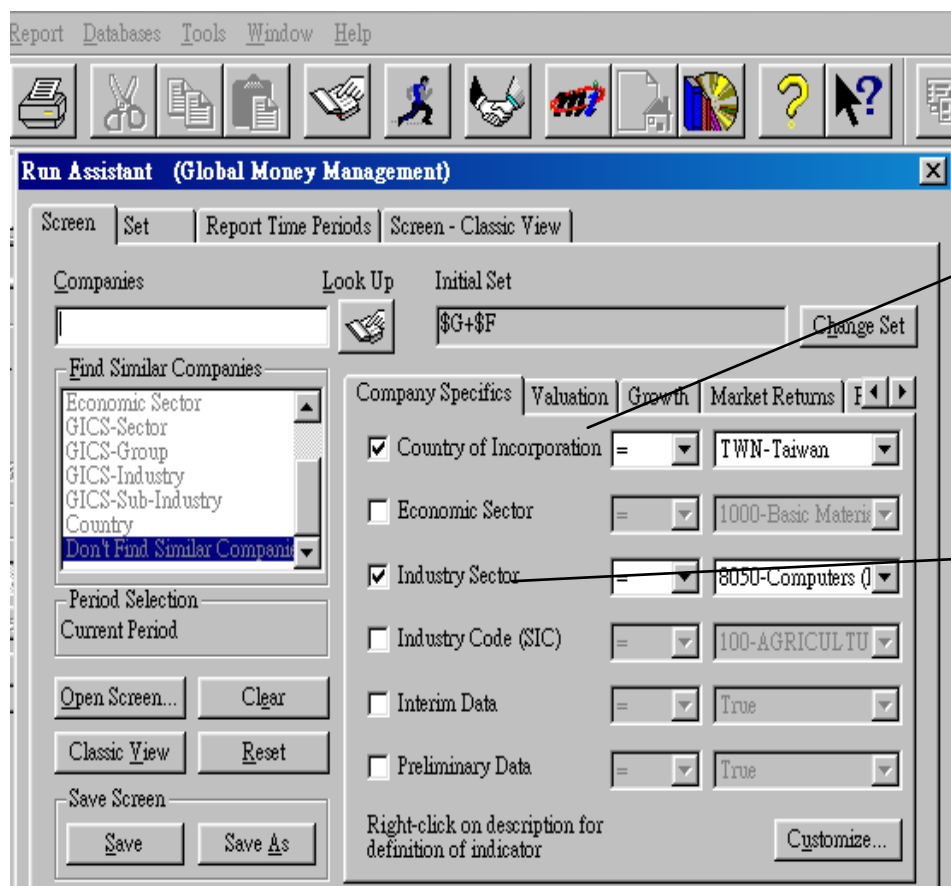 Report Databases Tools Window Help
Run Assistant (Global Money Management)
Screen Set Report Time Periods Screen - Classic View
Companies Look Up Initial Set
$G+$F Change Set
Find Similar Companies
Economic Sector
GICS-Sector
GICS-Group
GICS-Industry
GICS-Sub-Industry
Country
Don't Find Similar Companie
Period Selection
Current Period
Open Screen... Clear
Classic View Reset
Save Screen
Save Save As
Company Specifics Valuation Growth Market Returns
Country of Incorporation = TWN-Taiwan
Economic Sector = 1000-Basic Materia
Industry Sector = 8050-Computers (
Industry Code (SIC) = 100-AGRICULTU
Interim Data = True
Preliminary Data = True
Right-click on description for
definition of indicator
Customize...